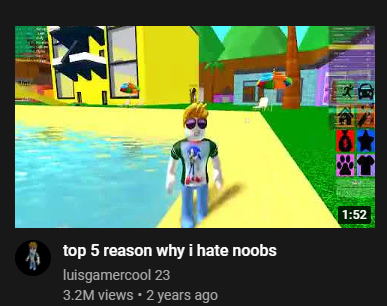 1:52
top 5 reason why i hate noobs
luisgamercool 23
3.2M views • 2 years ago